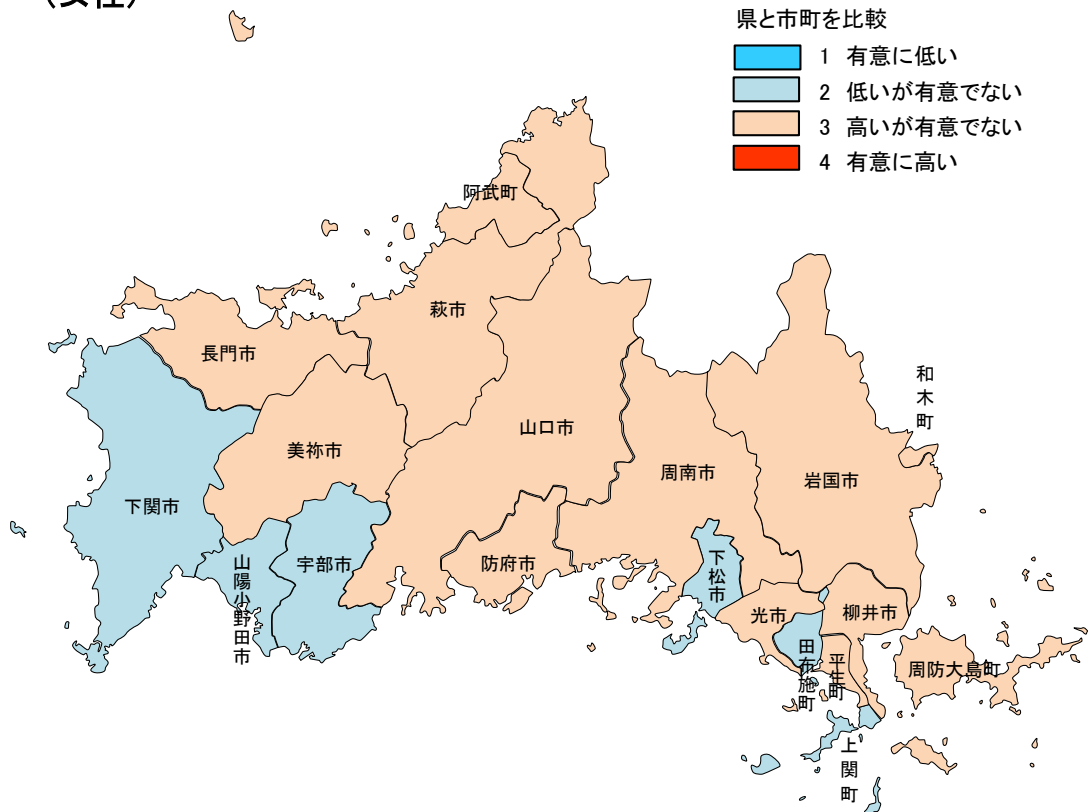 (女性)
県と市町を比較
1 有意に低い
2 低いが有意でない
3 高いが有意でない
4 有意に高い
阿武町
萩市
長門市
和木町
山口市
美祢市
周南市
岩国市
下関市
山陽小野田市
宇部市
防府市
下松市
光市
柳井市
田布施町
平生町
周防大島町
上関町